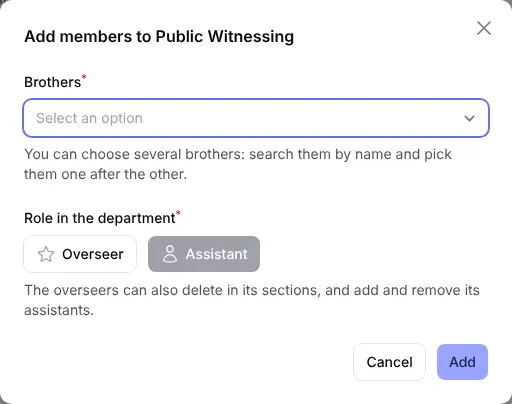 Add members to Public Witnessing
Brothers*
Select an option
You can choose several brothers: search them by name and pick
them one after the other.
Role in the department*
Overseer
Assistant
The overseers can also delete in its sections, and add and remove its
assistants.
Cancel
Add